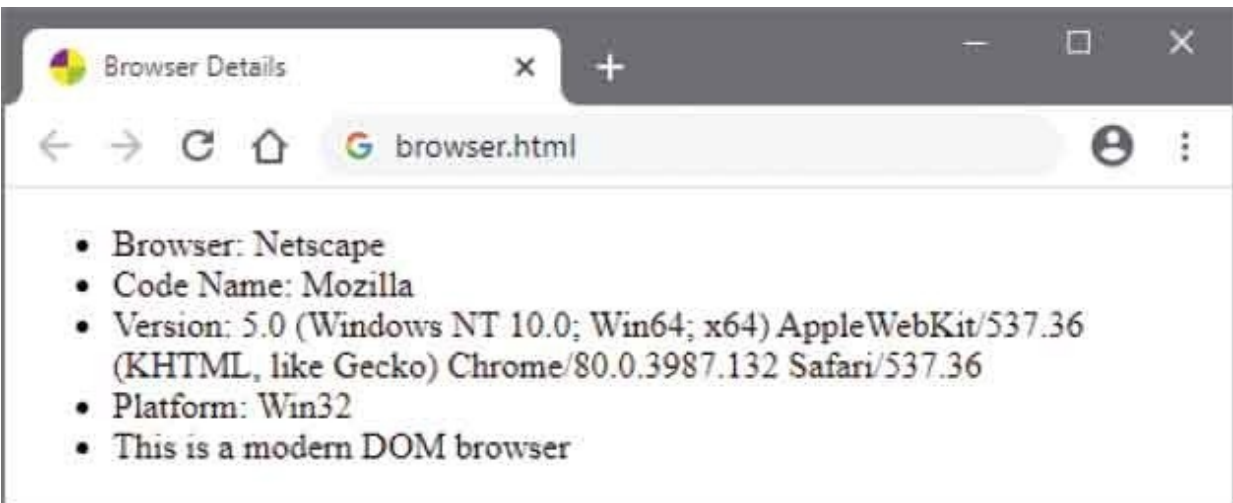 Browser Details
browser.html
Browser: Netscape
Code Name: Mozilla
Version: 5.0 (Windows NT 10.0; Win64; x64) AppleWebKit/537.36
(KHTML, like Gecko) Chrome/80.0.3987.132 Safari/537.36
Platform: Win32
This is a modern DOM browser